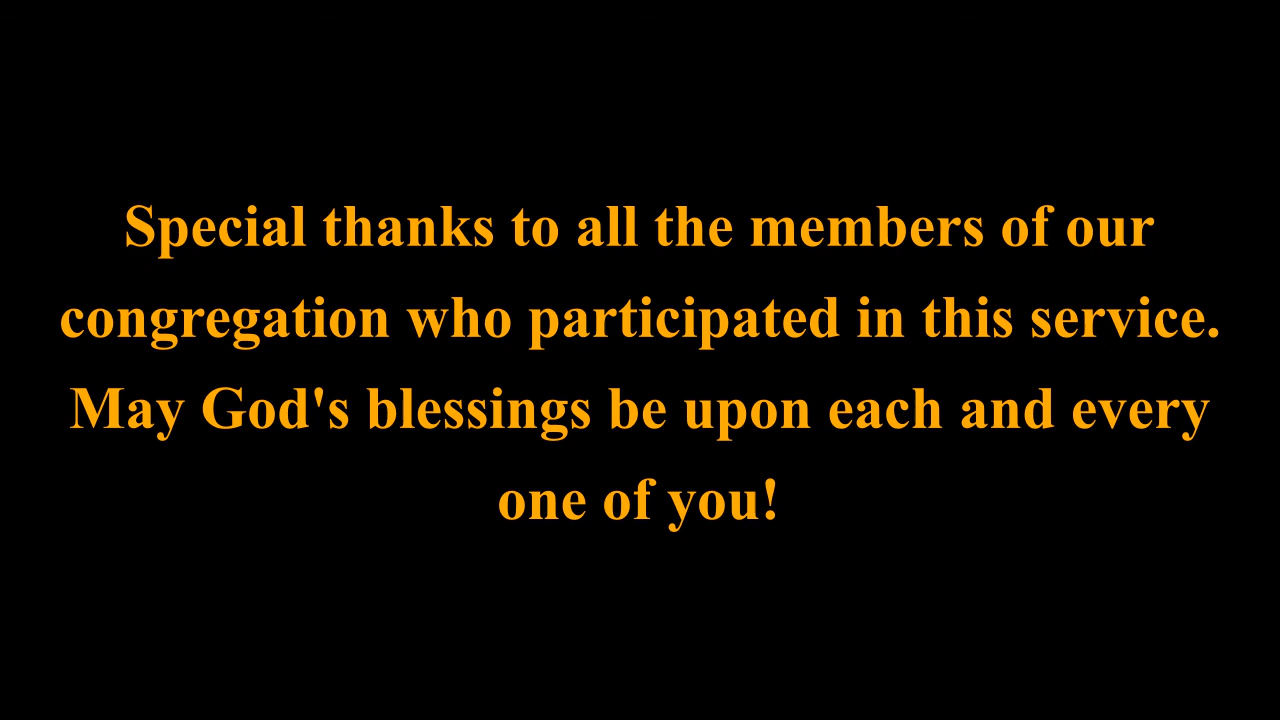 Special thanks to all the members of our
congregation who participated in this service.
May God's blessings be upon each and every
one of you!